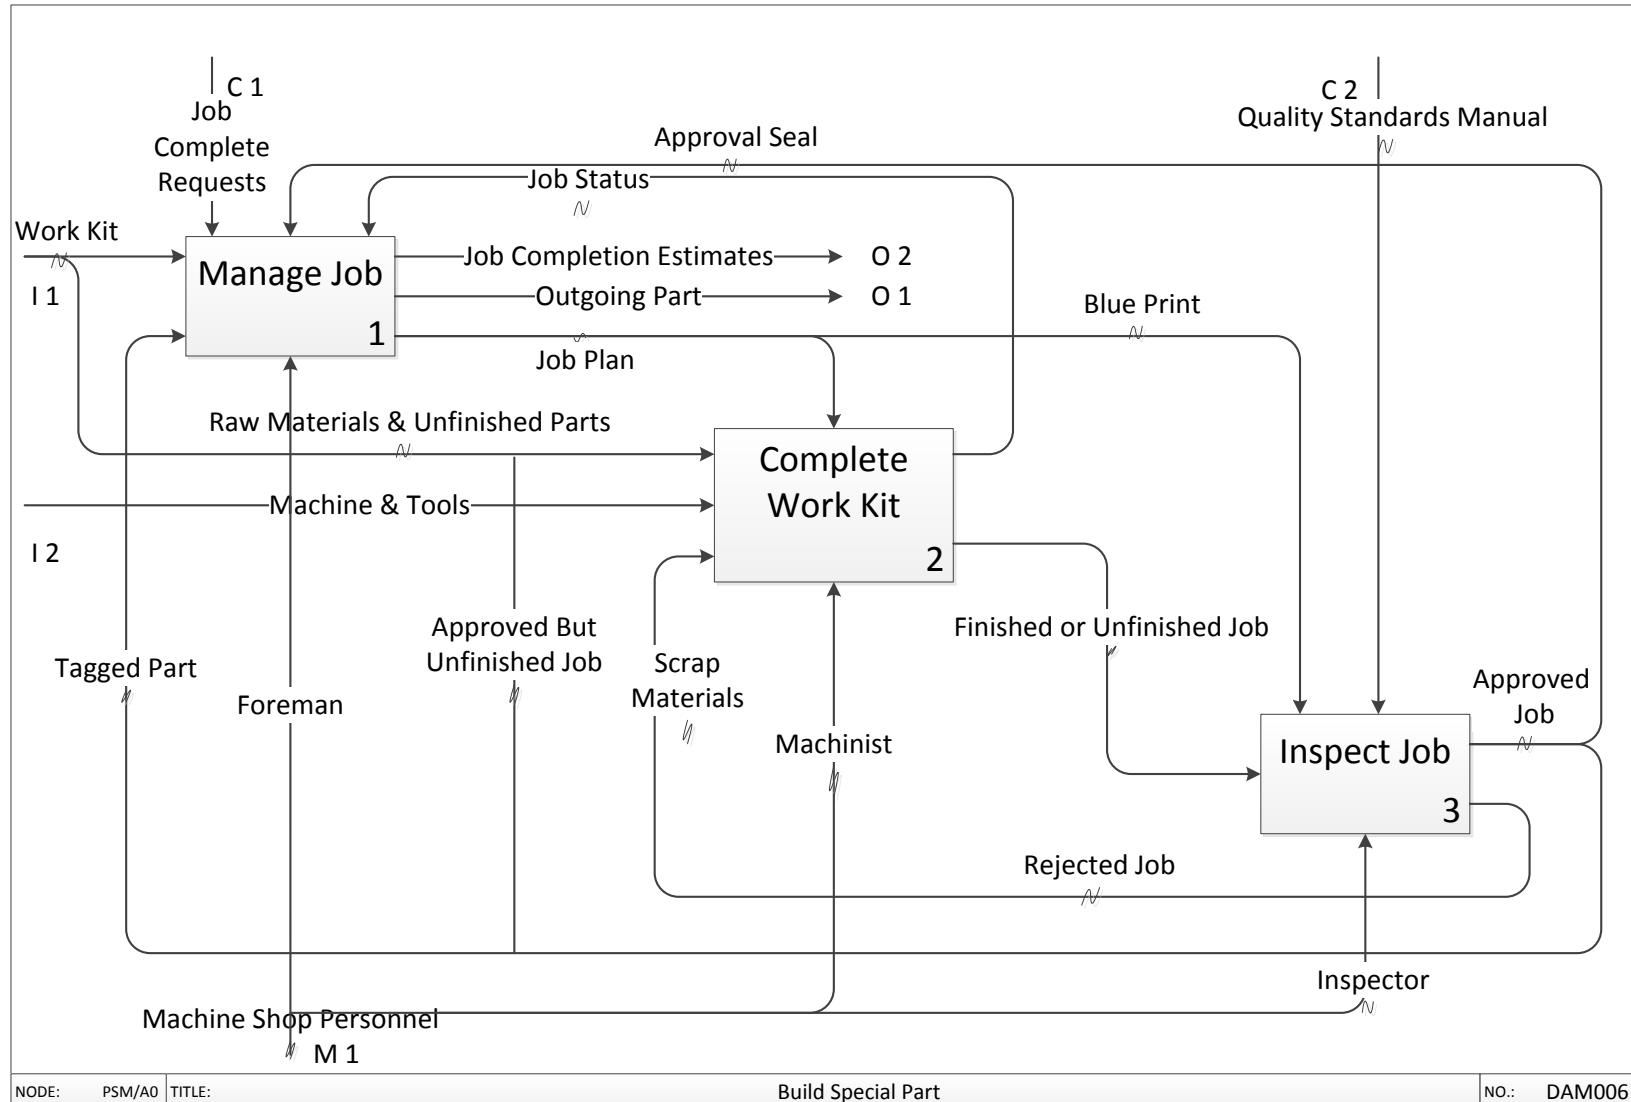 C 1
Job
Complete
Requests
C 2
Quality Standards Manual
Approval Seal
Job Status
Work Kit
I 1
Manage Job
1
Job Completion Estimates
O 2
Outgoing Part
O 1
Blue Print
Job Plan
Raw Materials & Unfinished Parts
Complete
Work Kit
2
Machine & Tools
I 2
Approved But
Unfinished Job
Finished or Unfinished Job
Tagged Part
Scrap
Materials
Foreman
Machinist
Approved
Job
Inspect Job
3
Rejected Job
Inspector
Machine Shop Personnel
M 1
NODE: PSM/A0 TITLE: Build Special Part NO.: DAM006